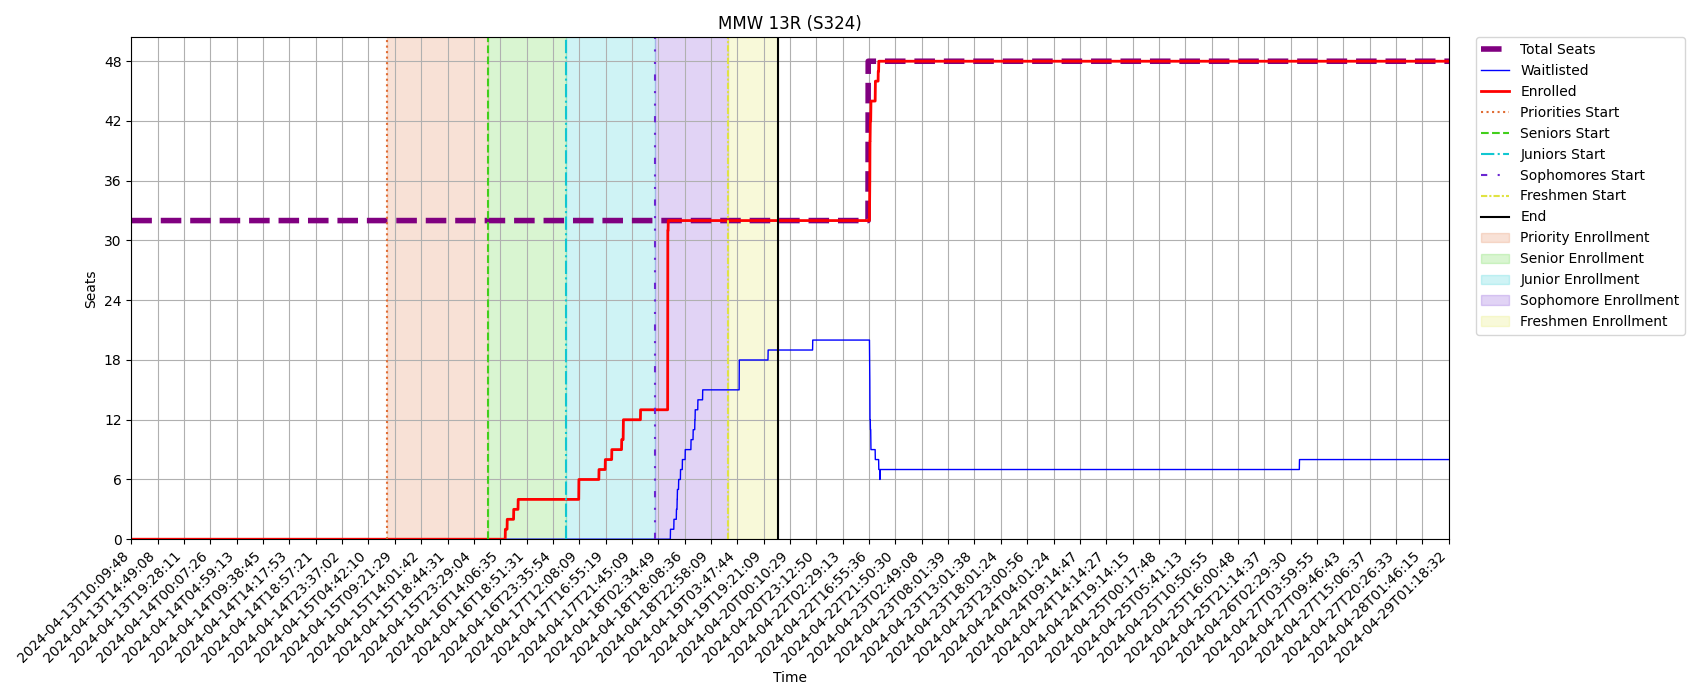 MMW 13R (S324)
Seats
48
42
36
30
24
18
12
6
0
2024-04-13T10:09:48
2024-04-13T14:49:08
2024-04-13T19:28:11
2024-04-14T00:07:26
2024-04-14T04:59:13
2024-04-14T09:38:45
2024-04-14T14:17:53
2024-04-14T18:57:21
2024-04-14T23:37:02
2024-04-15T04:42:10
2024-04-15T09:21:29
2024-04-15T14:01:42
2024-04-15T18:44:31
2024-04-15T23:29:04
2024-04-16T14:06:35
2024-04-16T18:51:31
2024-04-16T23:35:54
2024-04-17T12:08:09
2024-04-17T16:55:19
2024-04-17T21:45:09
2024-04-18T02:34:49
2024-04-18T18:08:36
2024-04-18T22:58:09
2024-04-19T03:47:44
2024-04-19T19:21:09
2024-04-20T00:10:29
2024-04-20T23:12:50
2024-04-22T02:29:13
2024-04-22T16:55:36
2024-04-22T21:50:30
2024-04-23T02:49:08
2024-04-23T08:01:39
2024-04-23T13:01:38
2024-04-23T18:01:24
2024-04-23T23:00:56
2024-04-24T04:01:24
2024-04-24T09:14:47
2024-04-24T14:14:27
2024-04-24T19:14:15
2024-04-25T00:17:48
2024-04-25T05:41:13
2024-04-25T10:50:55
2024-04-25T16:00:48
2024-04-25T21:14:37
2024-04-26T02:29:30
2024-04-27T03:59:55
2024-04-27T09:46:43
2024-04-27T15:06:37
2024-04-27T20:26:33
2024-04-28T01:46:15
2024-04-29T01:18:32
Time
Total Seats
Waitlisted
Enrolled
Priorities Start
Seniors Start
Juniors Start
Sophomores Start
Freshmen Start
End
Priority Enrollment
Senior Enrollment
Junior Enrollment
Sophomore Enrollment
Freshmen Enrollment